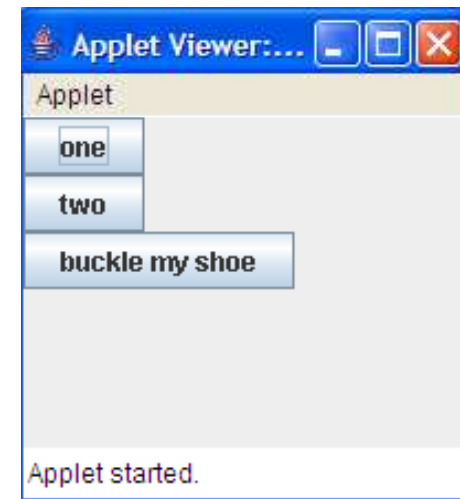 Applet Viewer:...
Applet
one
two
buckle my shoe
Applet started.